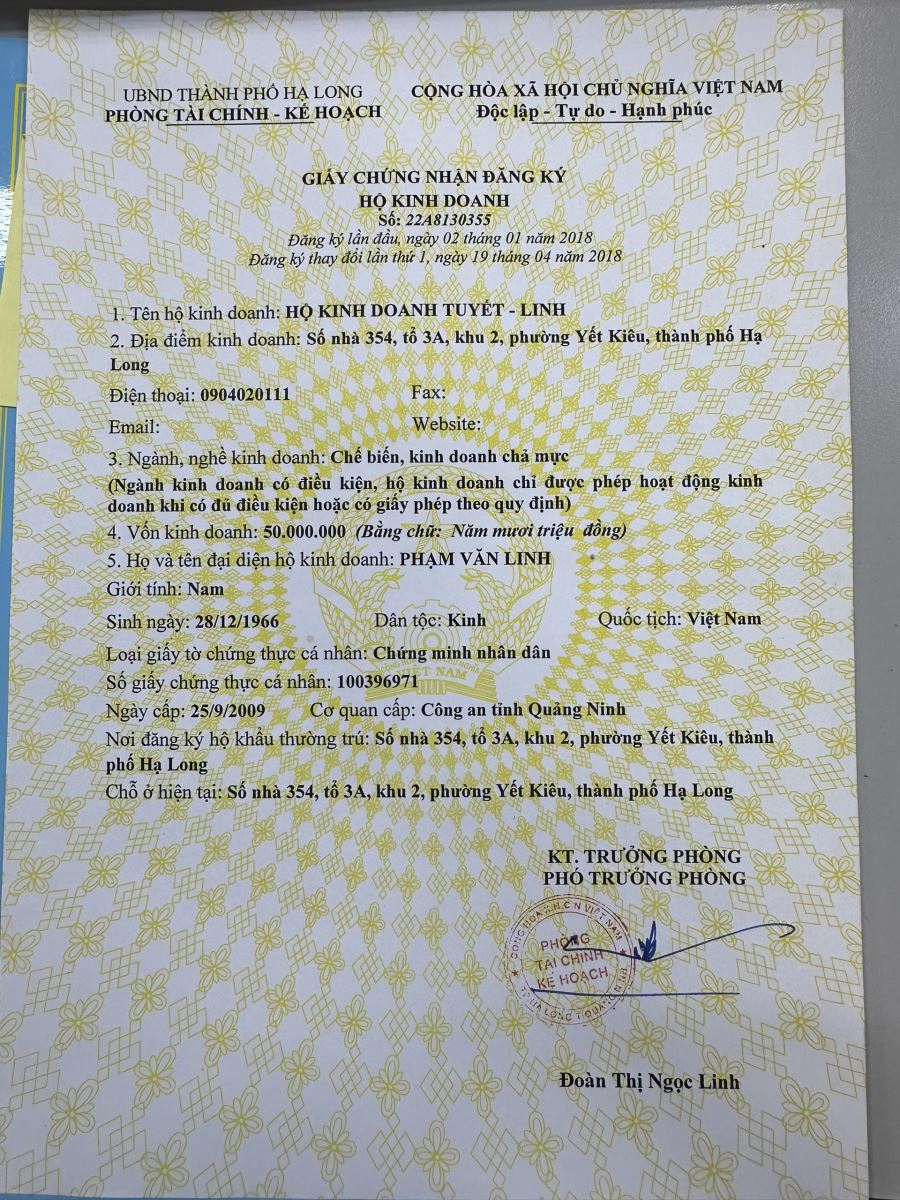 UBND THÀNH PHỐ HẠ LONG
PHÒNG TÀI CHÍNH - KẾ HOẠCH
CỘNG HÒA XÃ HỘI CHỦ NGHĨA VIỆT NAM
Độc lập - Tự do - Hạnh phúc
GIẤY CHỨNG NHẬN ĐĂNG KÝ
HỘ KINH DOANH
Số: 22A8130355
Đăng ký lần đầu, ngày 02 tháng 01 năm 2018
Đăng ký thay đổi lần thứ 1, ngày 19 tháng 04 năm 2018
1. Tên hộ kinh doanh: HỘ KINH DOANH TUYẾT - LINH
2. Địa điểm kinh doanh: Số nhà 354, tổ 3A, khu 2, phường Yết Kiêu, thành phố Hạ
Long
Điện thoại: 0904020111 Fax:
Email: Website:
3. Ngành, nghề kinh doanh: Chế biến, kinh doanh chả mực
(Ngành kinh doanh có điều kiện, hộ kinh doanh chỉ được phép hoạt động kinh
doanh khi có đủ điều kiện hoặc có giấy phép theo quy định)
4. Vốn kinh doanh: 50.000.000 (Bằng chữ: Năm mươi triệu đồng)
5. Họ và tên đại diện hộ kinh doanh: PHẠM VĂN LINH
Giới tính: Nam
Sinh ngày: 28/12/1966 Dân tộc: Kinh Quốc tịch: Việt Nam
Loại giấy tờ chứng thực cá nhân: Chứng minh nhân dân
Số giấy chứng thực cá nhân: 100396971
Ngày cấp: 25/9/2009 Cơ quan cấp: Công an tỉnh Quảng Ninh
Nơi đăng ký hộ khẩu thường trú: Số nhà 354, tổ 3A, khu 2, phường Yết Kiêu, thành
phố Hạ Long
Chỗ ở hiện tại: Số nhà 354, tổ 3A, khu 2, phường Yết Kiêu, thành phố Hạ Long
KT. TRƯỞNG PHÒNG
PHÓ TRƯỞNG PHÒNG
PHÒNG
TÀI CHÍNH
KẾ HOẠCH
Đoàn Thị Ngọc Linh